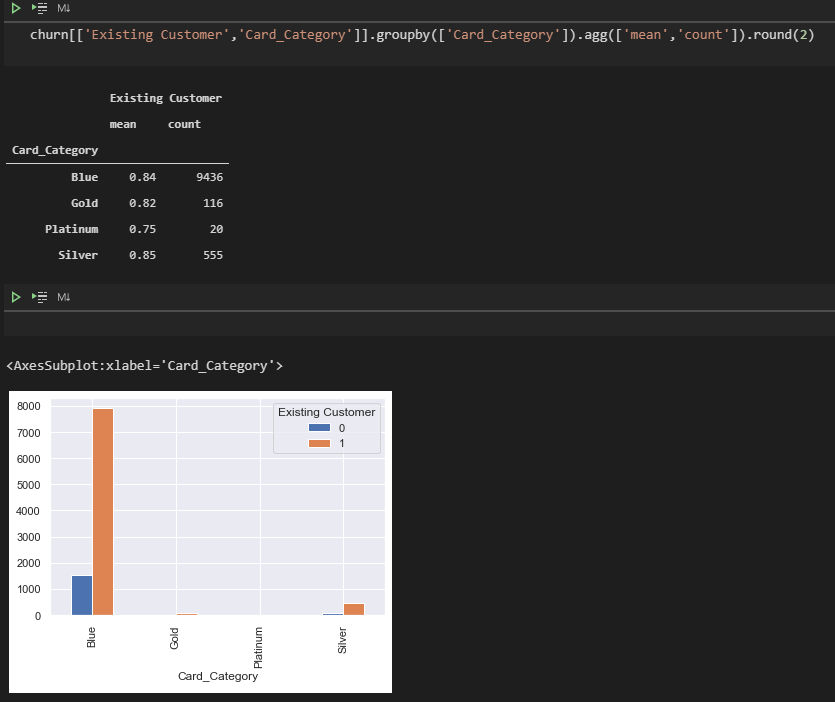 M↓
churn[['Existing Customer','Card_Category']].groupby(['Card_Category']).agg(['mean','count']).round(2)
Existing Customer
mean count
Card_Category
Blue 0.84 9436
Gold 0.82 116
Platinum 0.75 20
Silver 0.85 555
M↓
<AxesSubplot:xlabel='Card_Category'>
Existing Customer
0
1
8000
7000
6000
5000
4000
3000
2000
1000
0
Blue
Gold
Platinum
Silver
Card_Category